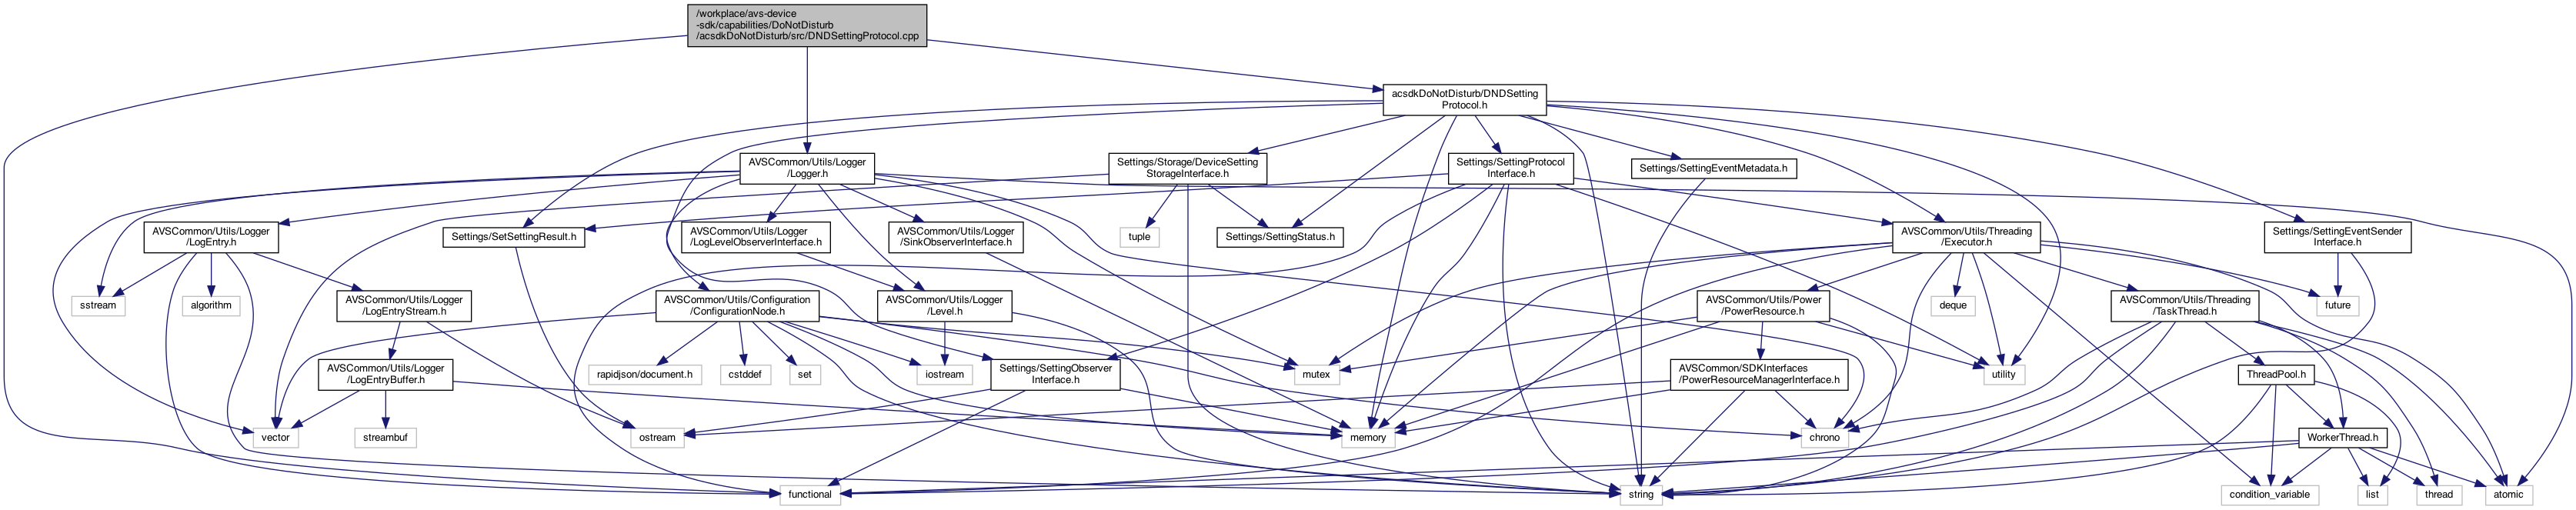 /workplace/avs-device
-sdk/capabilities/DoNotDisturb
/acsdkDoNotDisturb/src/DNDSettingProtocol.cpp
acsdkDoNotDisturb/DNDSetting
Protocol.h
AVSCommon/Utils/Logger
/Logger.h
Settings/Storage/DeviceSetting
StorageInterface.h
Settings/SettingProtocol
Interface.h
Settings/SettingEventMetadata.h
AVSCommon/Utils/Logger
/LogEntry.h
Settings/SetSettingResult.h
AVSCommon/Utils/Logger
/LogLevelObserverInterface.h
AVSCommon/Utils/Logger
/SinkObserverInterface.h
tuple
Settings/SettingStatus.h
AVSCommon/Utils/Threading
/Executor.h
Settings/SettingEventSender
Interface.h
sstream
algorithm
AVSCommon/Utils/Logger
/LogEntryStream.h
AVSCommon/Utils/Configuration
/ConfigurationNode.h
AVSCommon/Utils/Logger
/Level.h
AVSCommon/Utils/Power
/PowerResource.h
deque
AVSCommon/Utils/Threading
/TaskThread.h
future
AVSCommon/Utils/Logger
/LogEntryBuffer.h
rapidjson/document.h
cstddef
set
iostream
Settings/SettingObserver
Interface.h
mutex
AVSCommon/SDKInterfaces
/PowerResourceManagerInterface.h
utility
ThreadPool.h
vector
streambuf
ostream
memory
chrono
WorkerThread.h
functional
string
condition_variable
list
thread
atomic